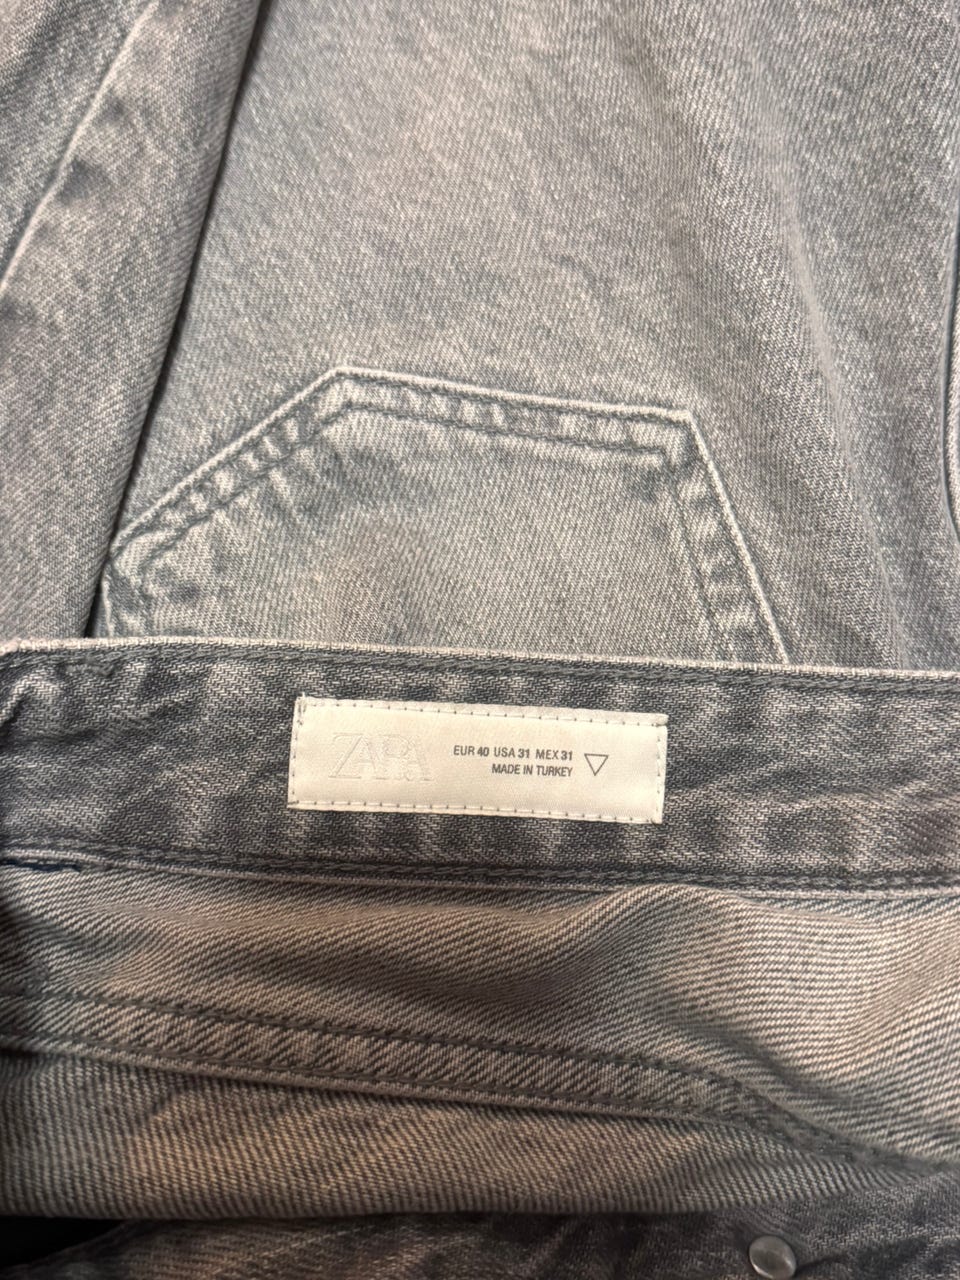 ZARA
EUR 40 USA 31 MEX 31
MADE IN TURKEY